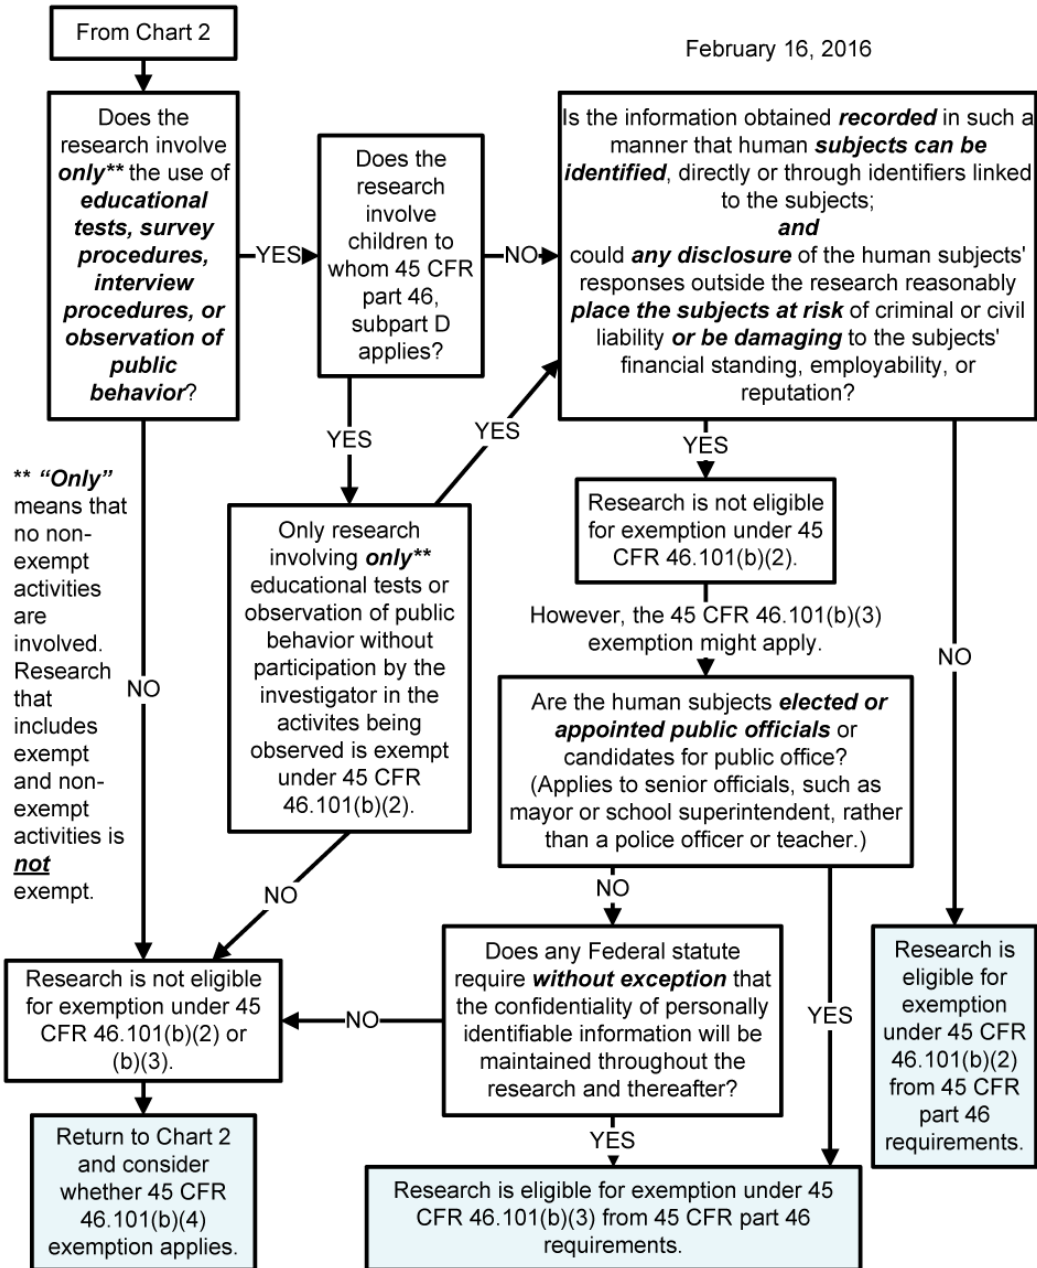 From Chart 2
February 16, 2016
Does the
research involve
only** the use of
educational
tests, survey
procedures,
interview
procedures, or
observation of
public
behavior?
YES
Does the
research
involve
children to
whom 45 CFR
part 46,
subpart D
applies?
NO
Is the information obtained recorded in such a
manner that human subjects can be
identified, directly or through identifiers linked
to the subjects;
and
could any disclosure of the human subjects'
responses outside the research reasonably
place the subjects at risk of criminal or civil
liability or be damaging to the subjects'
financial standing, employability, or
reputation?
YES
YES
YES
** “Only”
means that
no non-
exempt
activities
are
involved.
Research
that
includes
exempt
and non-
exempt
activities is
not
exempt.
NO
Only research
involving only**
educational tests or
observation of public
behavior without
participation by the
investigator in the
activites being
observed is exempt
under 45 CFR
46.101(b)(2).
Research is not eligible
for exemption under 45
CFR 46.101(b)(2).
However, the 45 CFR 46.101(b)(3)
exemption might apply.
NO
Are the human subjects elected or
appointed public officials or
candidates for public office?
(Applies to senior officials, such as
mayor or school superintendent, rather
than a police officer or teacher.)
NO
NO
Research is not eligible
for exemption under 45
CFR 46.101(b)(2) or
(b)(3).
NO
Does any Federal statute
require without exception that
the confidentiality of personally
identifiable information will be
maintained throughout the
research and thereafter?
YES
Research is
eligible for
exemption
under 45 CFR
46.101(b)(2)
from 45 CFR
part 46
requirements.
Return to Chart 2
and consider
whether 45 CFR
46.101(b)(4)
exemption applies.
YES
Research is eligible for exemption under 45
CFR 46.101(b)(3) from 45 CFR part 46
requirements.